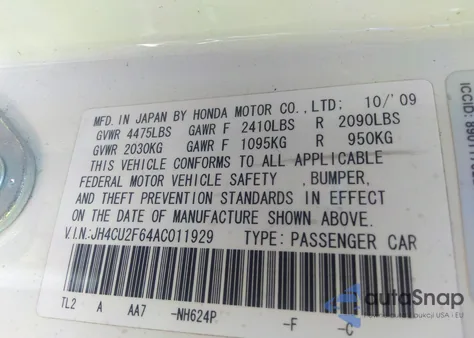 MFD. IN JAPAN BY HONDA MOTOR CO., LTD: 10/'09
GVWR 4475LBS GAWR F 2410LBS R 2090LBS
GVWR 2030KG GAWR F 1095KG R 950KG
THIS VEHICLE CONFORMS TO ALL APPLICABLE
FEDERAL MOTOR VEHICLE SAFETY , BUMPER,
AND THEFT PREVENTION STANDARDS IN EFFECT
ON THE DATE OF MANUFACTURE SHOWN ABOVE.
V.I.N.:JH4CU2F64AC011929 TYPE: PASSENGER CAR
TL2 A AA7 -NH624P -F -C
autoSnap